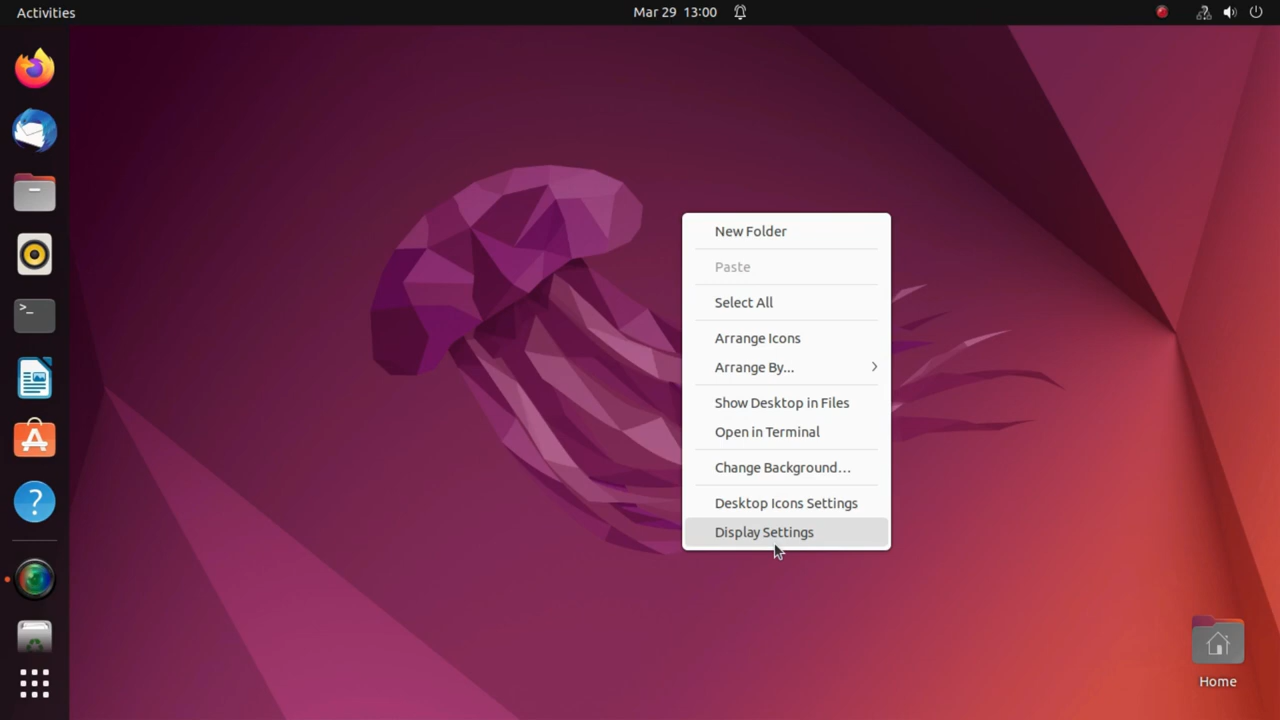 Activities
Mar 29 13:00
New Folder
Paste
Select All
Arrange Icons
Arrange By...
Show Desktop in Files
Open in Terminal
Change Background…
Desktop Icons Settings
Display Settings
>_
?
Home